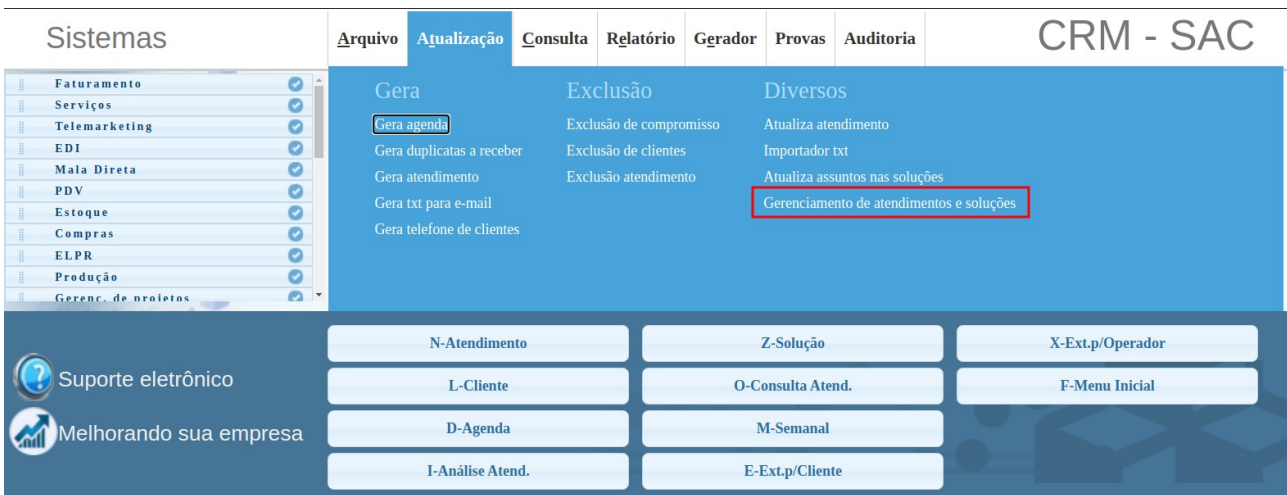 Sistemas
Arquivo Atualização Consulta Relatório Gerador Provas Auditoria
CRM - SAC
Faturamento
Serviços
Telemarketing
EDI
Mala Direta
PDV
Estoque
Compras
ELPR
Produção
Gerenc. de projetos
Gera
Gera agenda
Gera duplicatas a receber
Gera atendimento
Gera txt para e-mail
Gera telefone de clientes
Exclusão
Exclusão de compromisso
Exclusão de clientes
Exclusão atendimento
Diversos
Atualiza atendimento
Importador txt
Atualiza assuntos nas soluções
Gerenciamento de atendimentos e soluções
Suporte eletrônico
Melhorando sua empresa
N-Atendimento
Z-Solução
X-Ext.p/Operador
L-Cliente
O-Consulta Atend.
F-Menu Inicial
D-Agenda
M-Semanal
I-Análise Atend.
E-Ext.p/Cliente